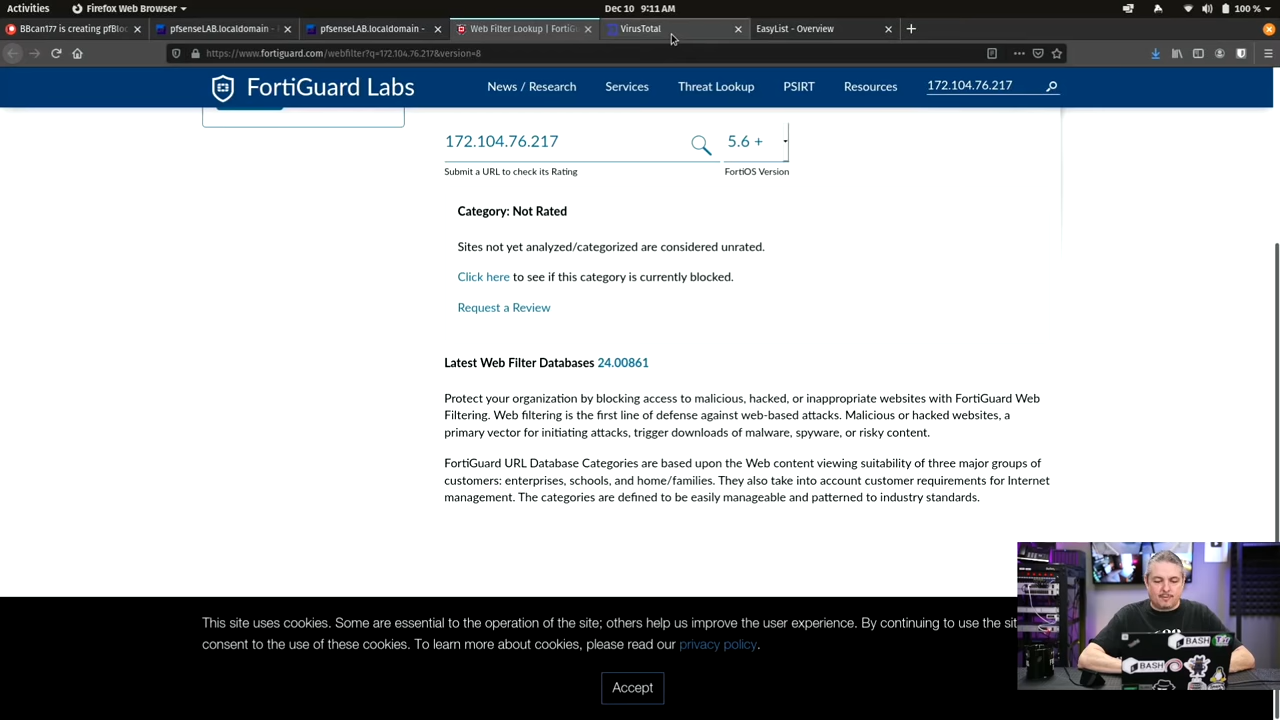 Activities
Firefox Web Browser
Dec 10 9:11 AM
100 %
BBcan177 is creating pfBloc
pfsenseLAB.localdomain -
pfsenseLAB.localdomain -
Web Filter Lookup | FortiG
VirusTotal
EasyList - Overview
https://www.fortiguard.com/webfilter?q=172.104.76.217&version=8
FortiGuard Labs
News / Research
Services
Threat Lookup
PSIRT
Resources
172.104.76.217
172.104.76.217
5.6 +
Submit a URL to check its Rating
FortiOS Version
Category: Not Rated
Sites not yet analyzed/categorized are considered unrated.
Click here to see if this category is currently blocked.
Request a Review
Latest Web Filter Databases 24.00861
Protect your organization by blocking access to malicious, hacked, or inappropriate websites with FortiGuard Web
Filtering. Web filtering is the first line of defense against web-based attacks. Malicious or hacked websites, a
primary vector for initiating attacks, trigger downloads of malware, spyware, or risky content.
FortiGuard URL Database Categories are based upon the Web content viewing suitability of three major groups of
customers: enterprises, schools, and home/families. They also take into account customer requirements for Internet
management. The categories are defined to be easily manageable and patterned to industry standards.
This site uses cookies. Some are essential to the operation of the site; others help us improve the user experience. By continuing to use the sit
consent to the use of these cookies. To learn more about cookies, please read our privacy policy.
Accept
BASH
BASH